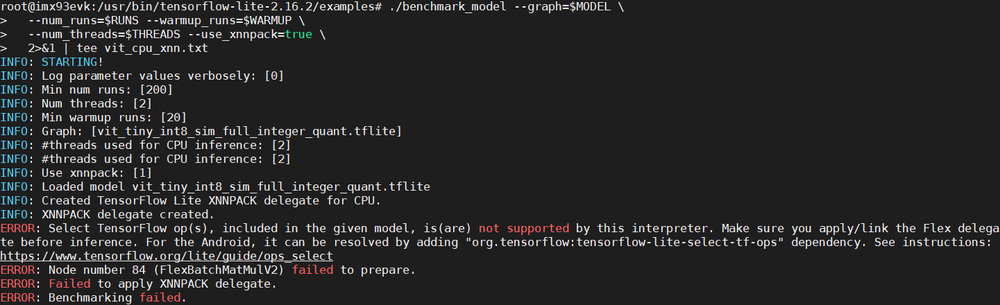 root@imx93evk:/usr/bin/tensorflow-lite-2.16.2/examples# ./benchmark_model --graph=$MODEL \
>   --num_runs=$RUNS --warmup_runs=$WARMUP \
>   --num_threads=$THREADS --use_xnnpack=true \
>   2>&1 | tee vit_cpu_xnn.txt
INFO: STARTING!
INFO: Log parameter values verbosely: [0]
INFO: Min num runs: [200]
INFO: Num threads: [2]
INFO: Min warmup runs: [20]
INFO: Graph: [vit_tiny_int8_sim_full_integer_quant.tflite]
INFO: #threads used for CPU inference: [2]
INFO: #threads used for CPU inference: [2]
INFO: Use xnnpack: [1]
INFO: Loaded model vit_tiny_int8_sim_full_integer_quant.tflite
INFO: Created TensorFlow Lite XNNPACK delegate for CPU.
INFO: XNNPACK delegate created.
ERROR: Select TensorFlow op(s), included in the given model, is(are) not supported by this interpreter. Make sure you apply/link the Flex delega
te before inference. For the Android, it can be resolved by adding "org.tensorflow:tensorflow-lite-select-tf-ops" dependency. See instructions:
https://www.tensorflow.org/lite/guide/ops_select
ERROR: Node number 84 (FlexBatchMatMulV2) failed to prepare.
ERROR: Failed to apply XNNPACK delegate.
ERROR: Benchmarking failed.